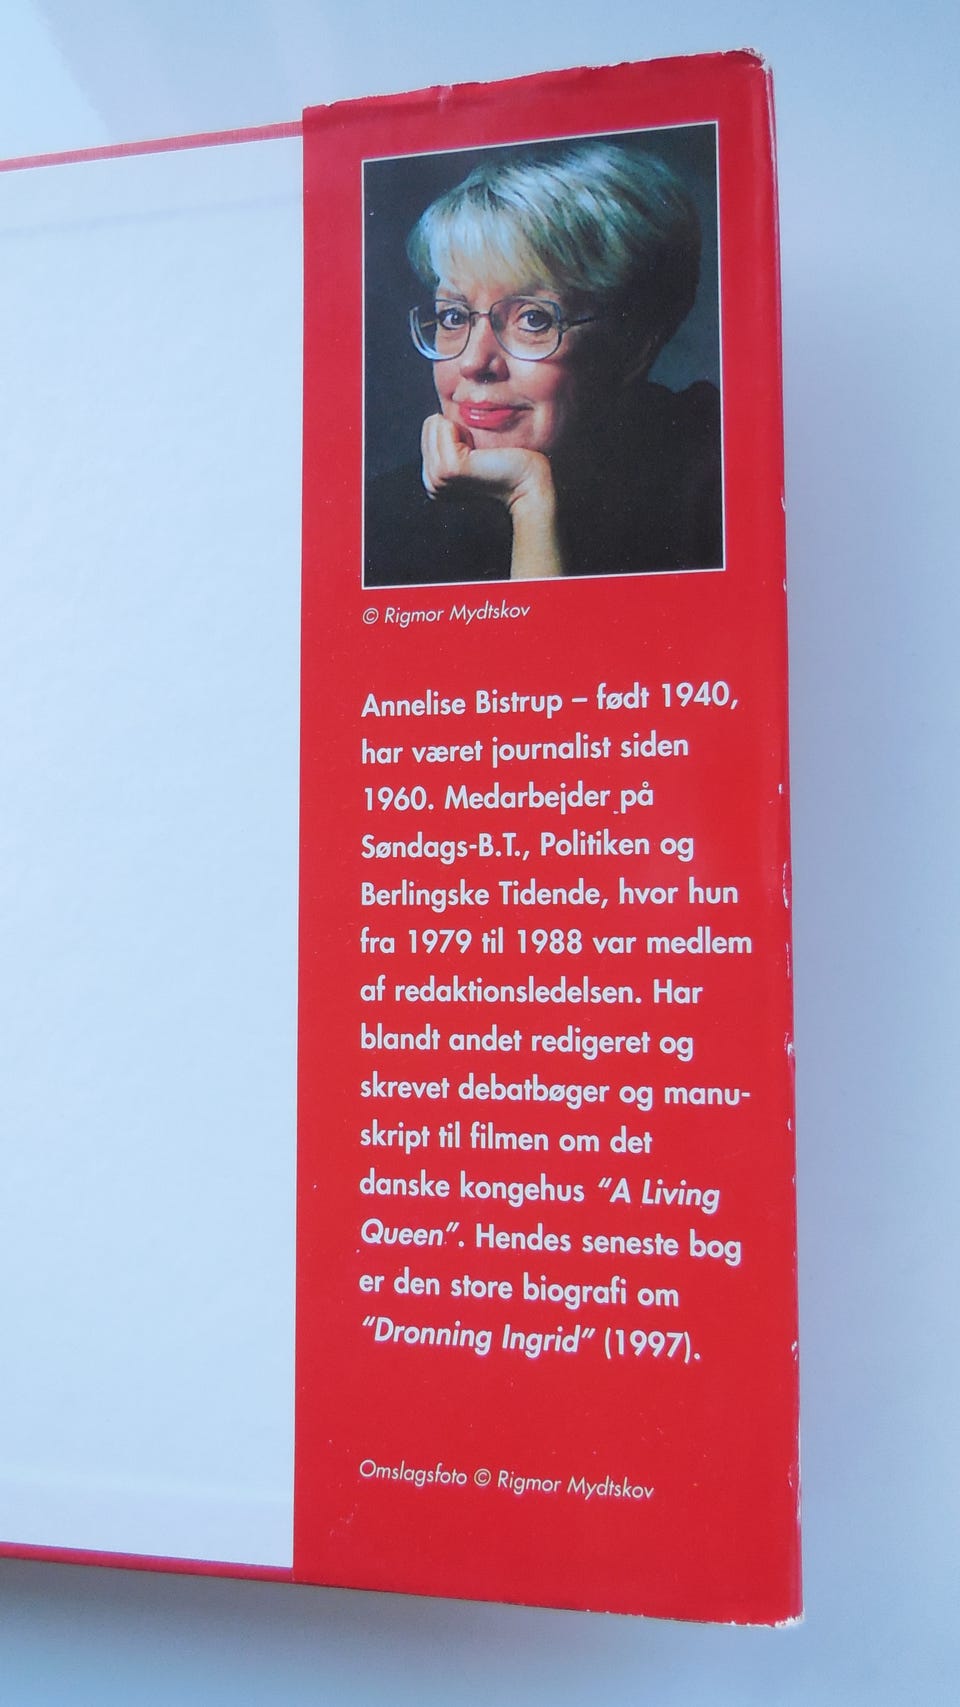 © Rigmor Mydtskov
Annelise Bistrup – født 1940,
har været journalist siden
1960. Medarbejder på
Søndags-B.T., Politiken og
Berlingske Tidende, hvor hun
fra 1979 til 1988 var medlem
af redaktionsledelsen. Har
blandt andet redigeret og
skrevet debatbøger og manu-
skript til filmen om det
danske kongehus “A Living
Queen”. Hendes seneste bog
er den store biografi om
“Dronning Ingrid” (1997).
Omslagsfoto © Rigmor Mydtskov